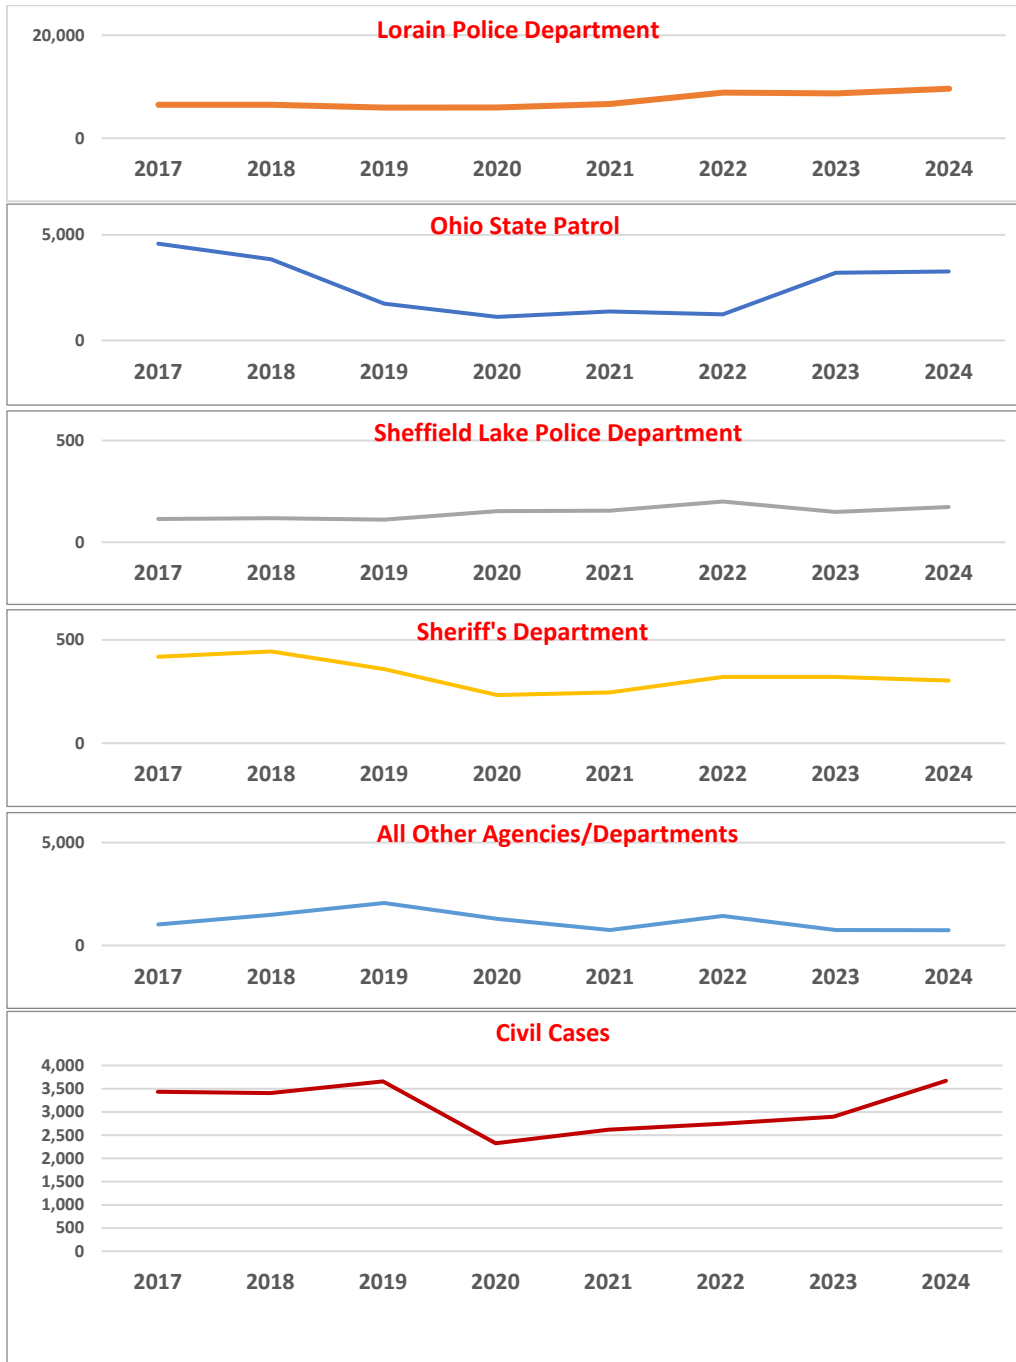 Lorain Police Department
20,000
0
2017 2018 2019 2020 2021 2022 2023 2024
Ohio State Patrol
5,000
0
2017 2018 2019 2020 2021 2022 2023 2024
Sheffield Lake Police Department
500
0
2017 2018 2019 2020 2021 2022 2023 2024
Sheriff's Department
500
0
2017 2018 2019 2020 2021 2022 2023 2024
All Other Agencies/Departments
5,000
0
2017 2018 2019 2020 2021 2022 2023 2024
Civil Cases
4,000
3,500
3,000
2,500
2,000
1,500
1,000
500
0
2017 2018 2019 2020 2021 2022 2023 2024